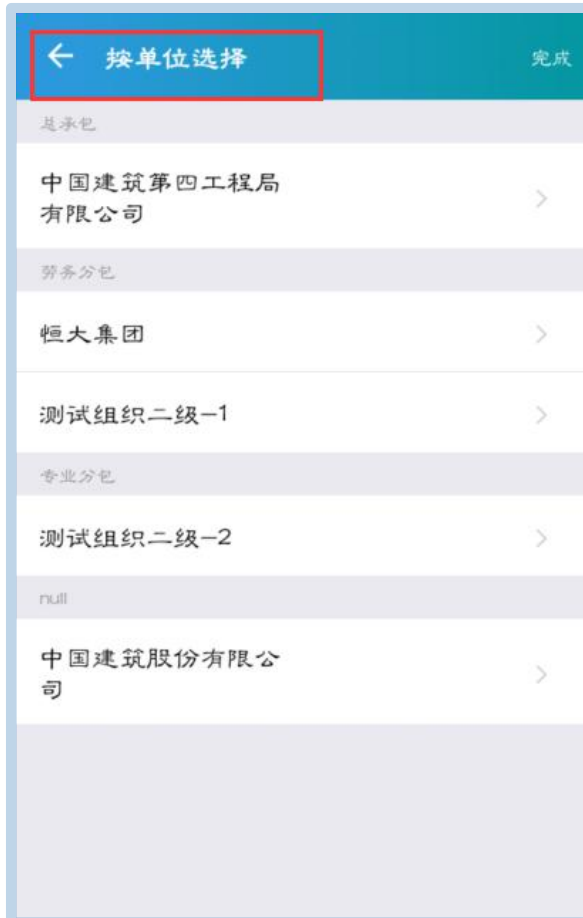 按单位选择
完成
总承包
中国建筑第四工程局
有限公司
劳务分包
恒大集团
测试组织二级-1
专业分包
测试组织二级-2
null
中国建筑股份有限公
司